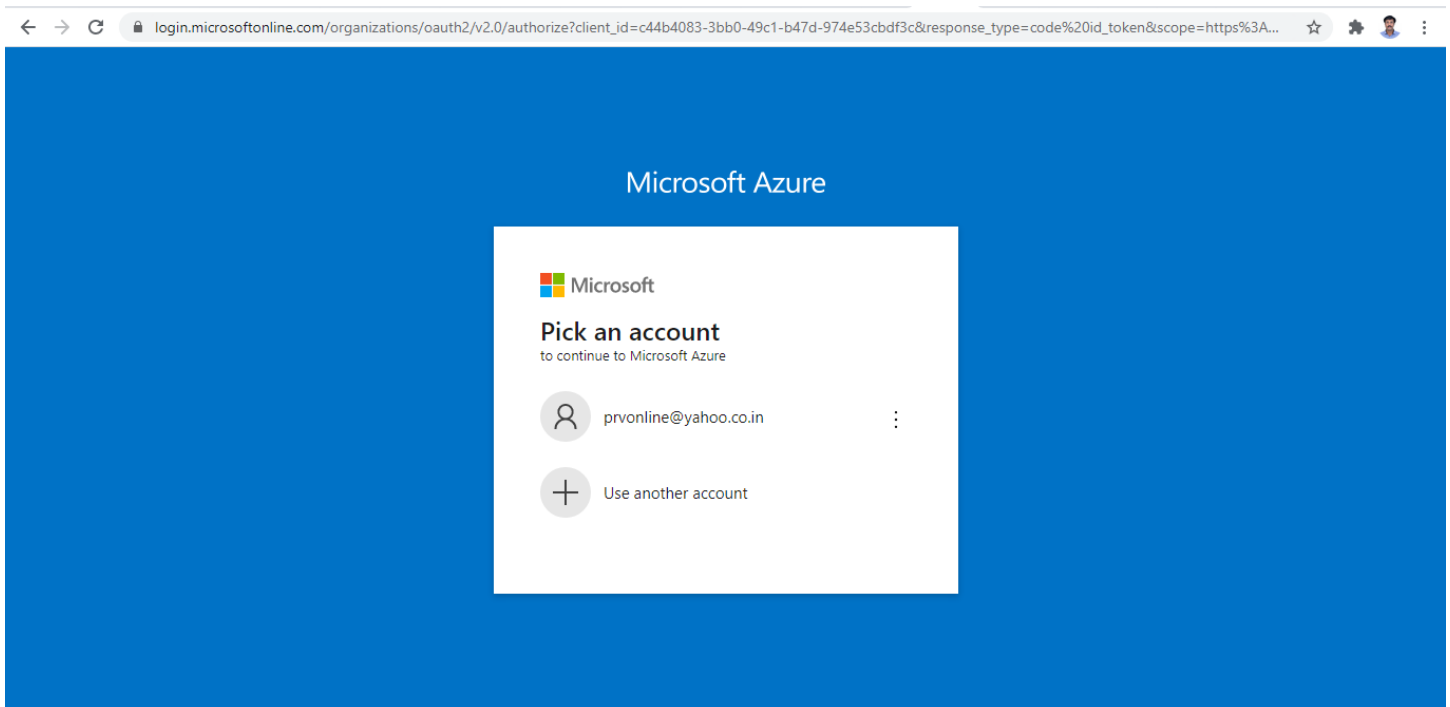 login.microsoftonline.com/organizations/oauth2/v2.0/authorize?client_id=c44b4083-3bb0-49c1-b47d-974e53cbdf3c&response_type=code%20id_token&scope=https%3A...
Microsoft Azure
Microsoft
Pick an account
to continue to Microsoft Azure
prvonline@yahoo.co.in
Use another account